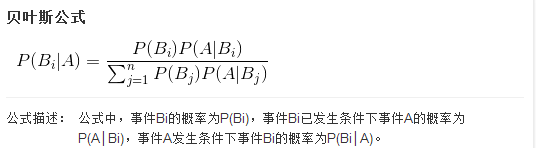 贝叶斯公式
P(B_i|A) = \frac{P(B_i)P(A|B_i)}{\sum_{j=1}^{n} P(B_j)P(A|B_j)}
公式描述： 公式中，事件Bi的概率为P(Bi)，事件Bi已发生条件下事件A的概率为
P(A│Bi)，事件A发生条件下事件Bi的概率为P(Bi│A)。